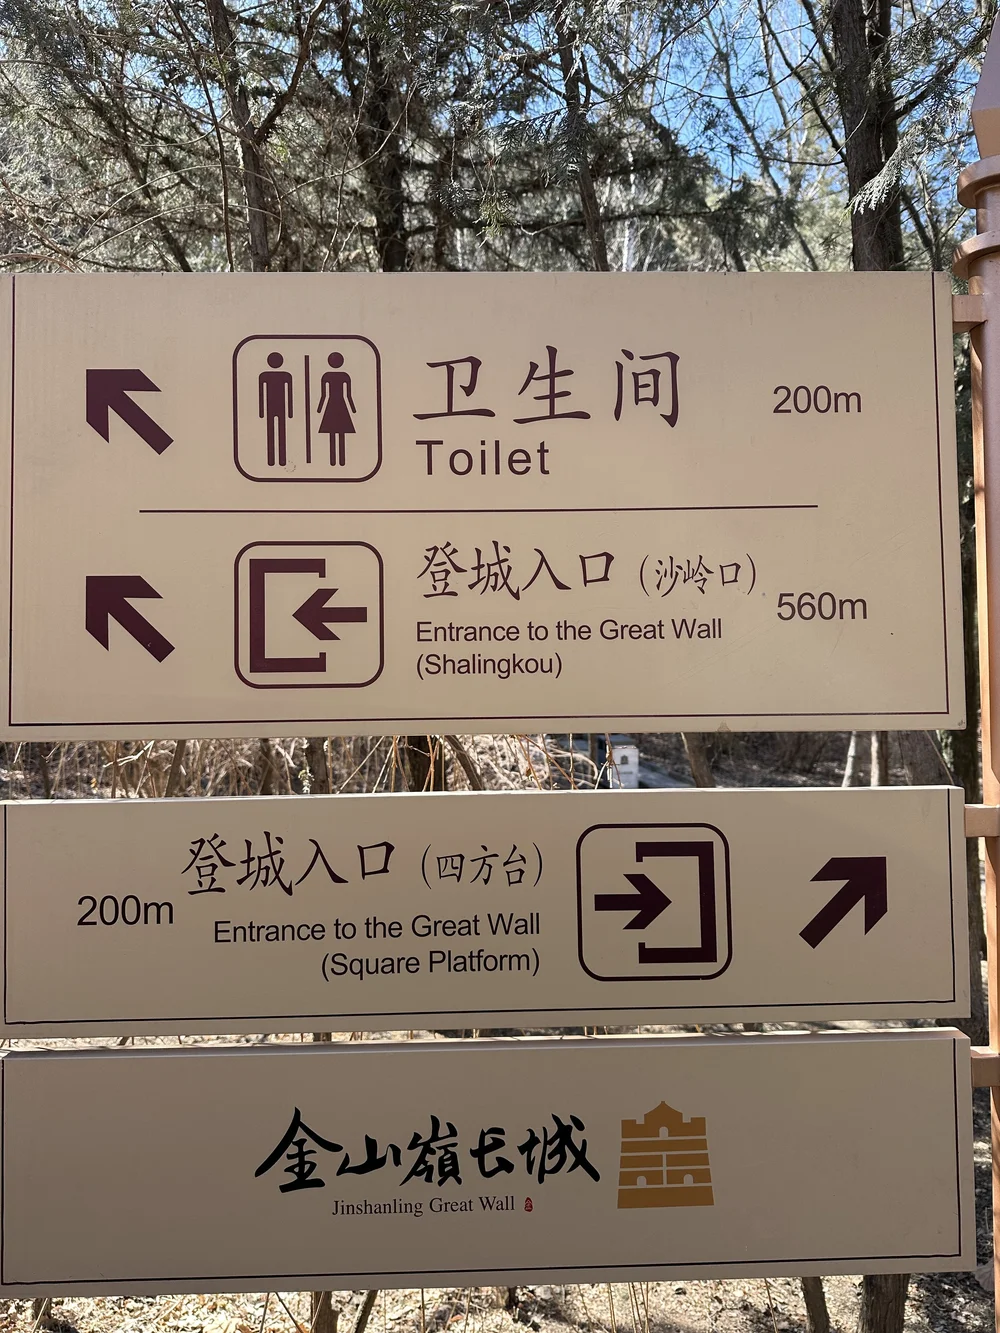 卫生间 200m
Toilet
登城入口（沙岭口） 560m
Entrance to the Great Wall
(Shalingkou)
200m 登城入口（四方台）
Entrance to the Great Wall
(Square Platform)
金山嶺长城
Jinshanling Great Wall